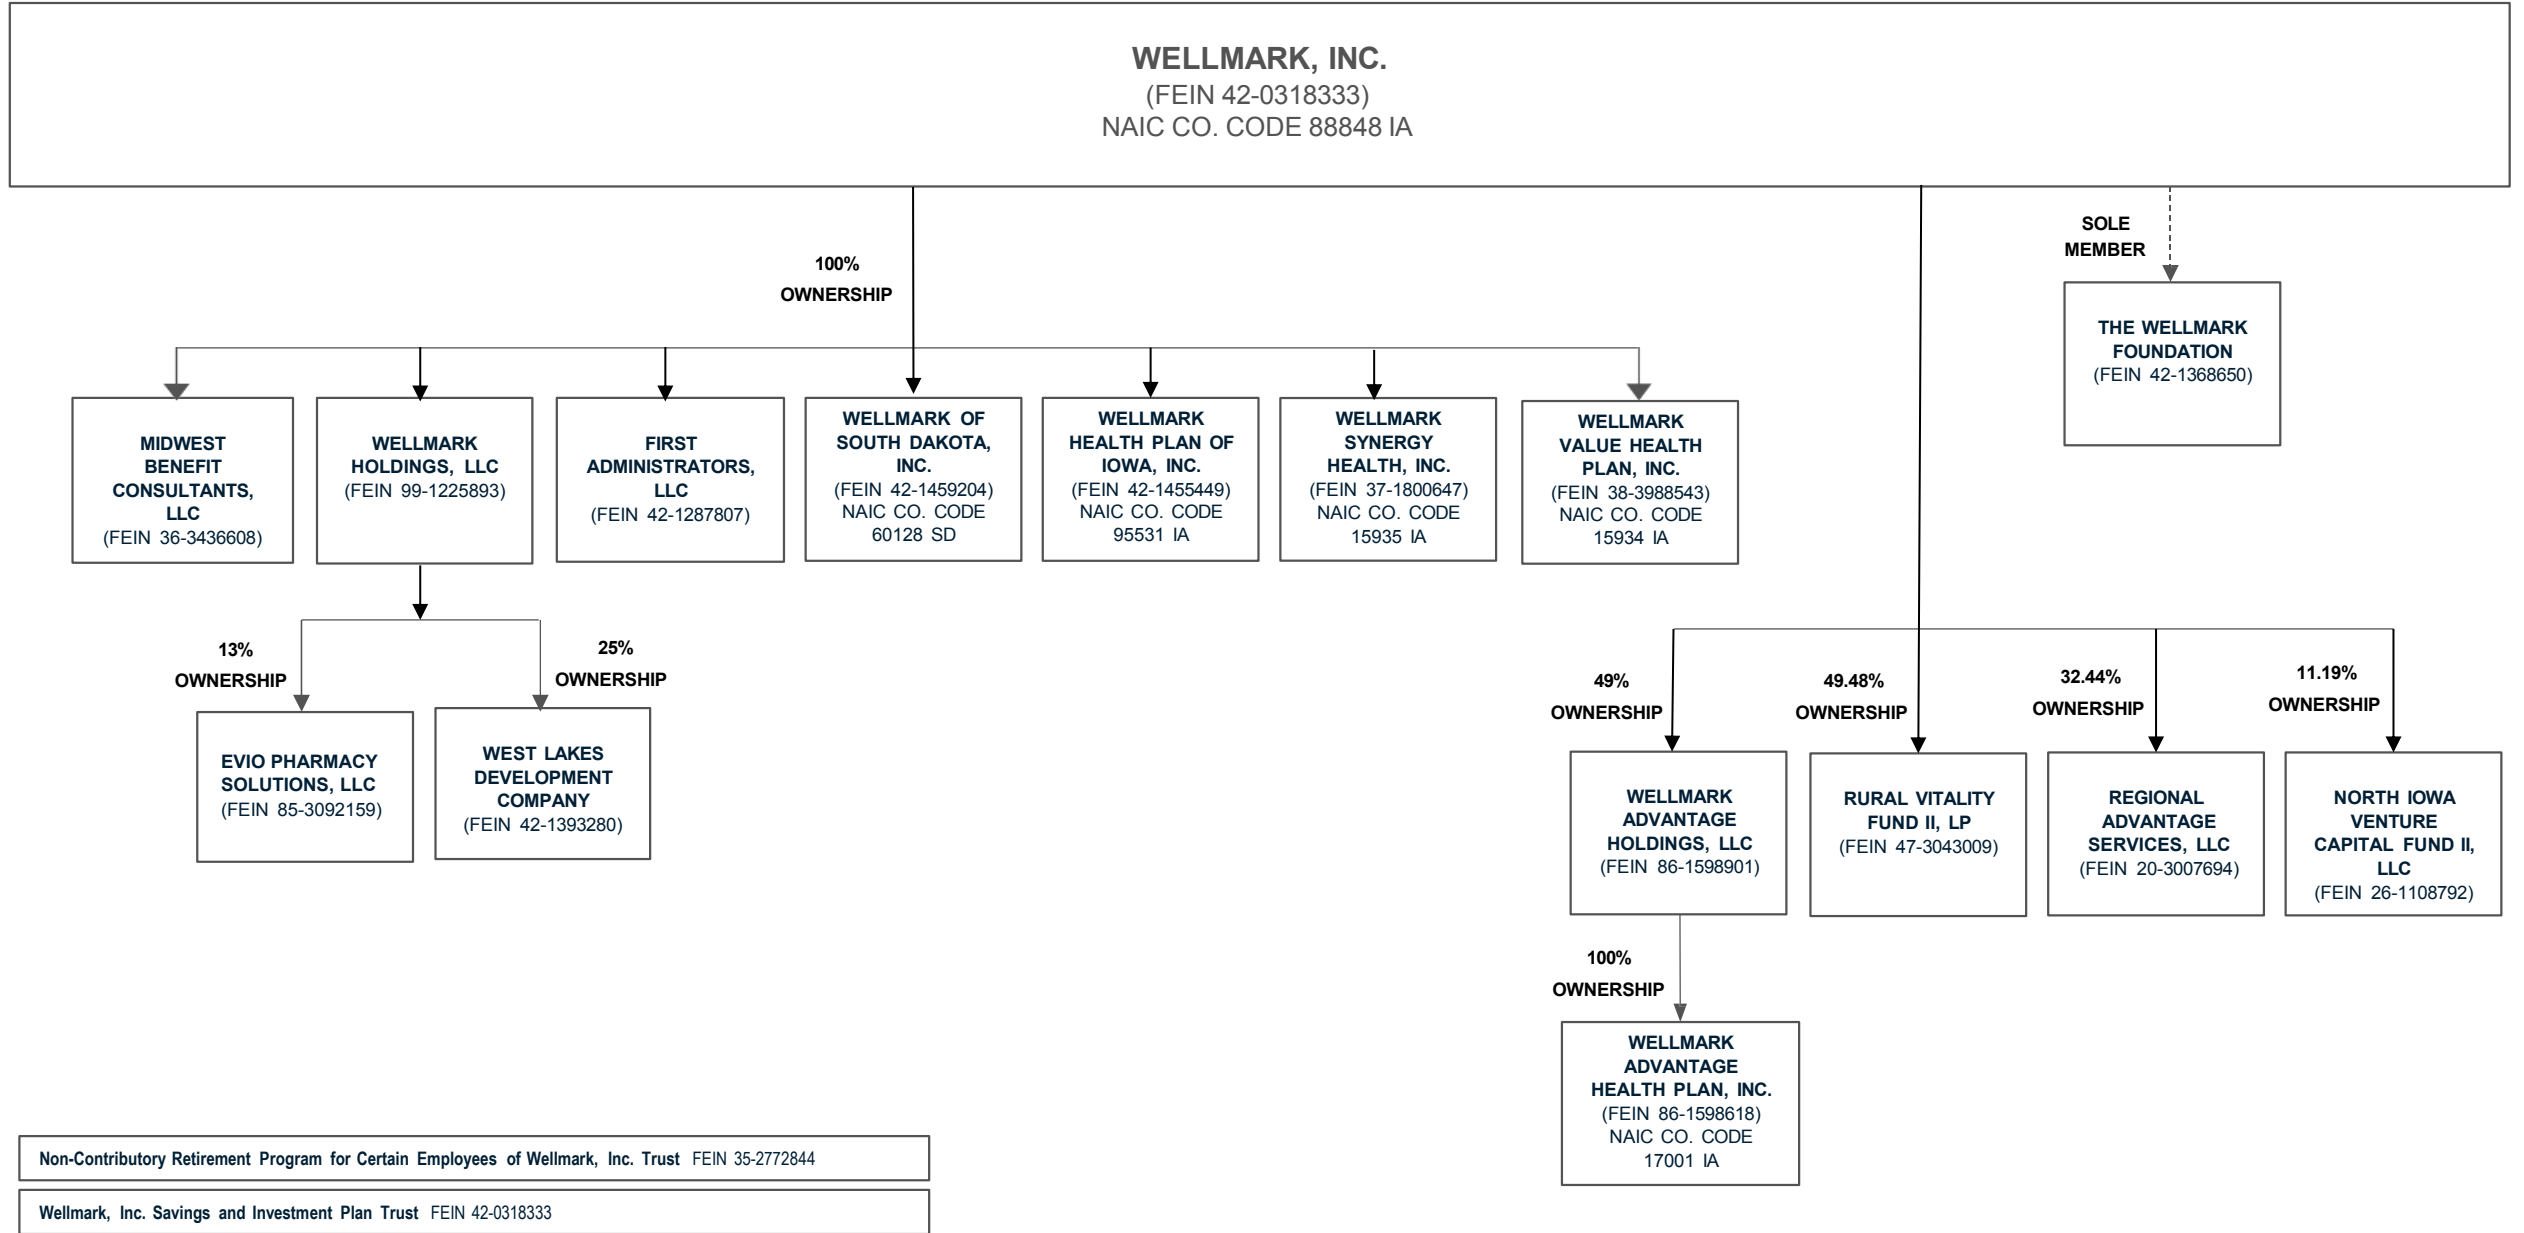 WELLMARK, INC.
(FEIN 42-0318333)
NAIC CO. CODE 88848 IA
100%
OWNERSHIP
SOLE
MEMBER
THE WELLMARK
FOUNDATION
(FEIN 42-1368650)
MIDWEST
BENEFIT
CONSULTANTS,
LLC
(FEIN 36-3436608)
WELLMARK
HOLDINGS, LLC
(FEIN 99-1225893)
FIRST
ADMINISTRATORS,
LLC
(FEIN 42-1287807)
WELLMARK OF
SOUTH DAKOTA,
INC.
(FEIN 42-1459204)
NAIC CO. CODE
60128 SD
WELLMARK
HEALTH PLAN OF
IOWA, INC.
(FEIN 42-1455449)
NAIC CO. CODE
95531 IA
WELLMARK
SYNERGY
HEALTH, INC.
(FEIN 37-1800647)
NAIC CO. CODE
15935 IA
WELLMARK
VALUE HEALTH
PLAN, INC.
(FEIN 38-3988543)
NAIC CO. CODE
15934 IA
13%
OWNERSHIP
25%
OWNERSHIP
EVIO PHARMACY
SOLUTIONS, LLC
(FEIN 85-3092159)
WEST LAKES
DEVELOPMENT
COMPANY
(FEIN 42-1393280)
49%
OWNERSHIP
49.48%
OWNERSHIP
32.44%
OWNERSHIP
11.19%
OWNERSHIP
WELLMARK
ADVANTAGE
HOLDINGS, LLC
(FEIN 86-1598901)
RURAL VITALITY
FUND II, LP
(FEIN 47-3043009)
REGIONAL
ADVANTAGE
SERVICES, LLC
(FEIN 20-3007694)
NORTH IOWA
VENTURE
CAPITAL FUND II,
LLC
(FEIN 26-1108792)
100%
OWNERSHIP
WELLMARK
ADVANTAGE
HEALTH PLAN, INC.
(FEIN 86-1598618)
NAIC CO. CODE
17001 IA
Non-Contributory Retirement Program for Certain Employees of Wellmark, Inc. Trust FEIN 35-2772844
Wellmark, Inc. Savings and Investment Plan Trust FEIN 42-0318333